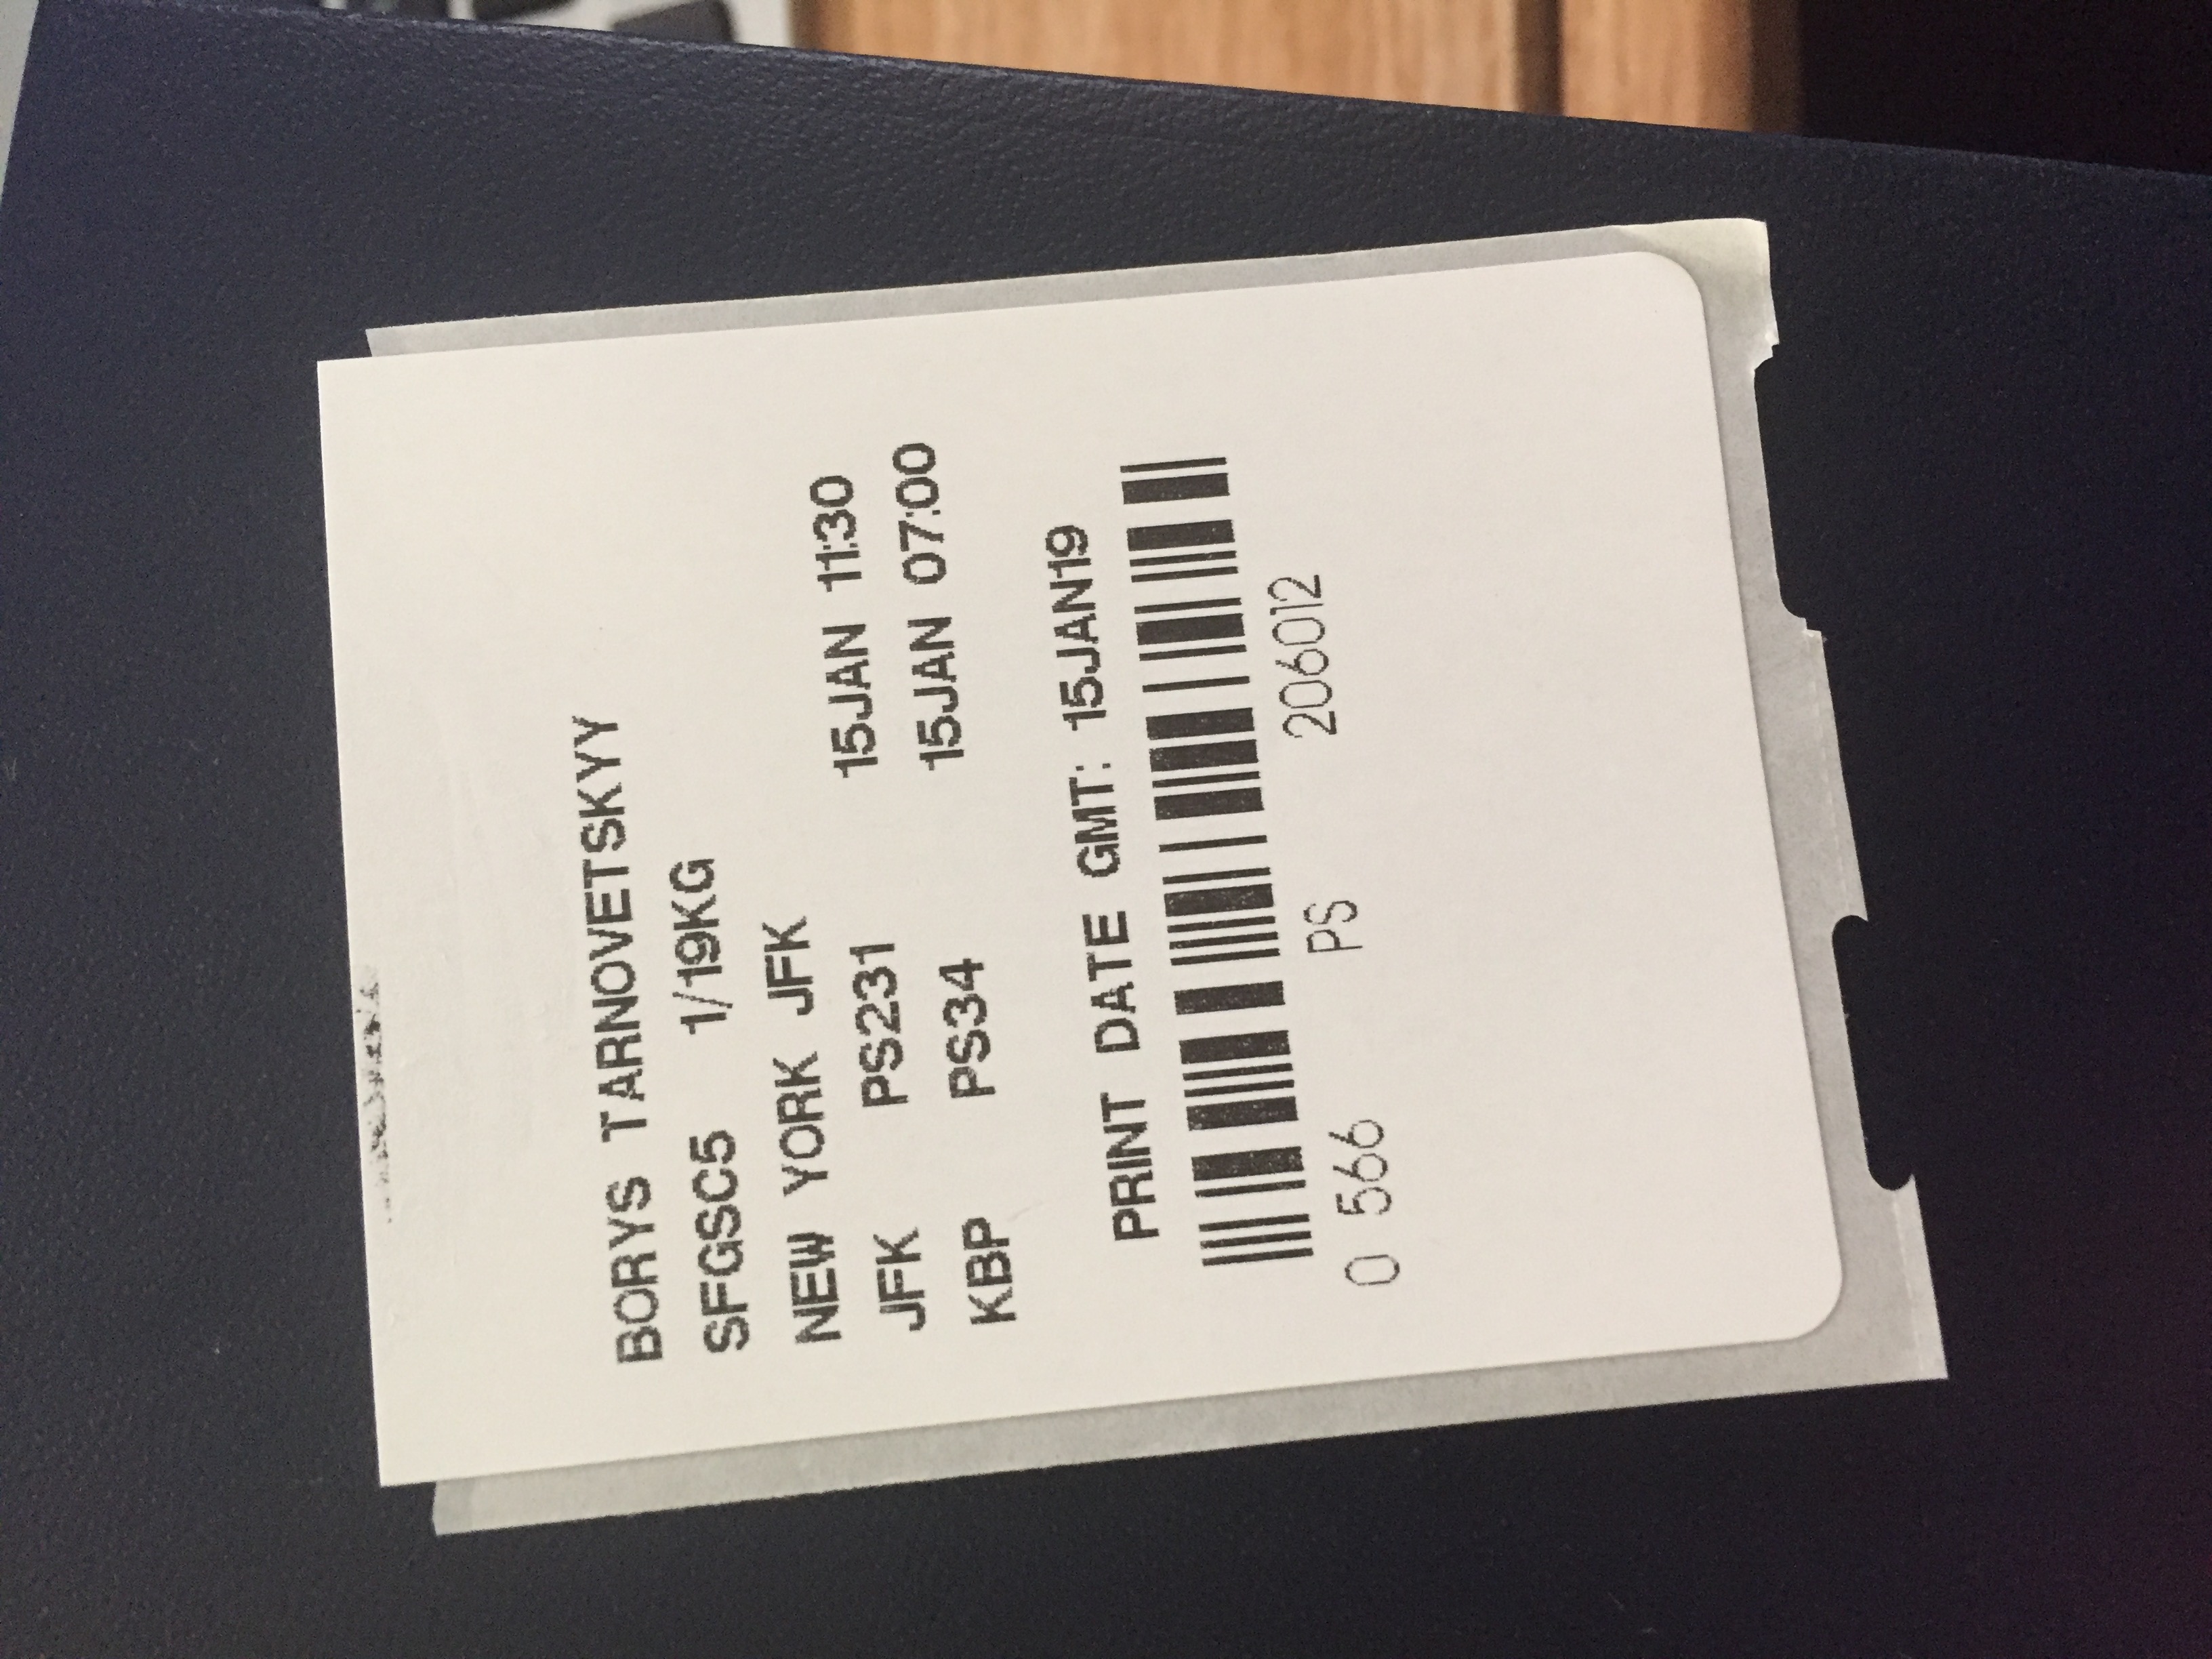 BORYS TARNOVETSKYY
SFGSC5 1/19KG
NEW YORK JFK
JFK PS231 15JAN 11:30
KBP PS34 15JAN 07:00
PRINT DATE GMT: 15JAN19
0 566 PS 206012